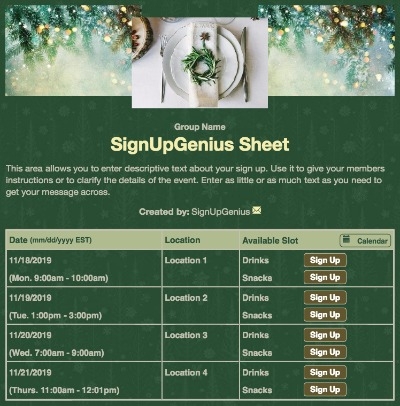 Group Name
SignUpGenius Sheet
This area allows you to enter descriptive text about your sign up. Use it to give your members
instructions or to clarify the details of the event. Enter as little or as much text as you need to
get your message across.
Created by: SignUpGenius
Date (mm/dd/yyyy EST) Location Available Slot Calendar
11/18/2019 Location 1 Drinks Sign Up
(Mon. 9:00am - 10:00am) Snacks Sign Up
11/19/2019 Location 2 Drinks Sign Up
(Tue. 1:00pm - 3:00pm) Snacks Sign Up
11/20/2019 Location 3 Drinks Sign Up
(Wed. 7:00am - 9:00am) Snacks Sign Up
11/21/2019 Location 4 Drinks Sign Up
(Thurs. 11:00am - 12:01pm) Snacks Sign Up